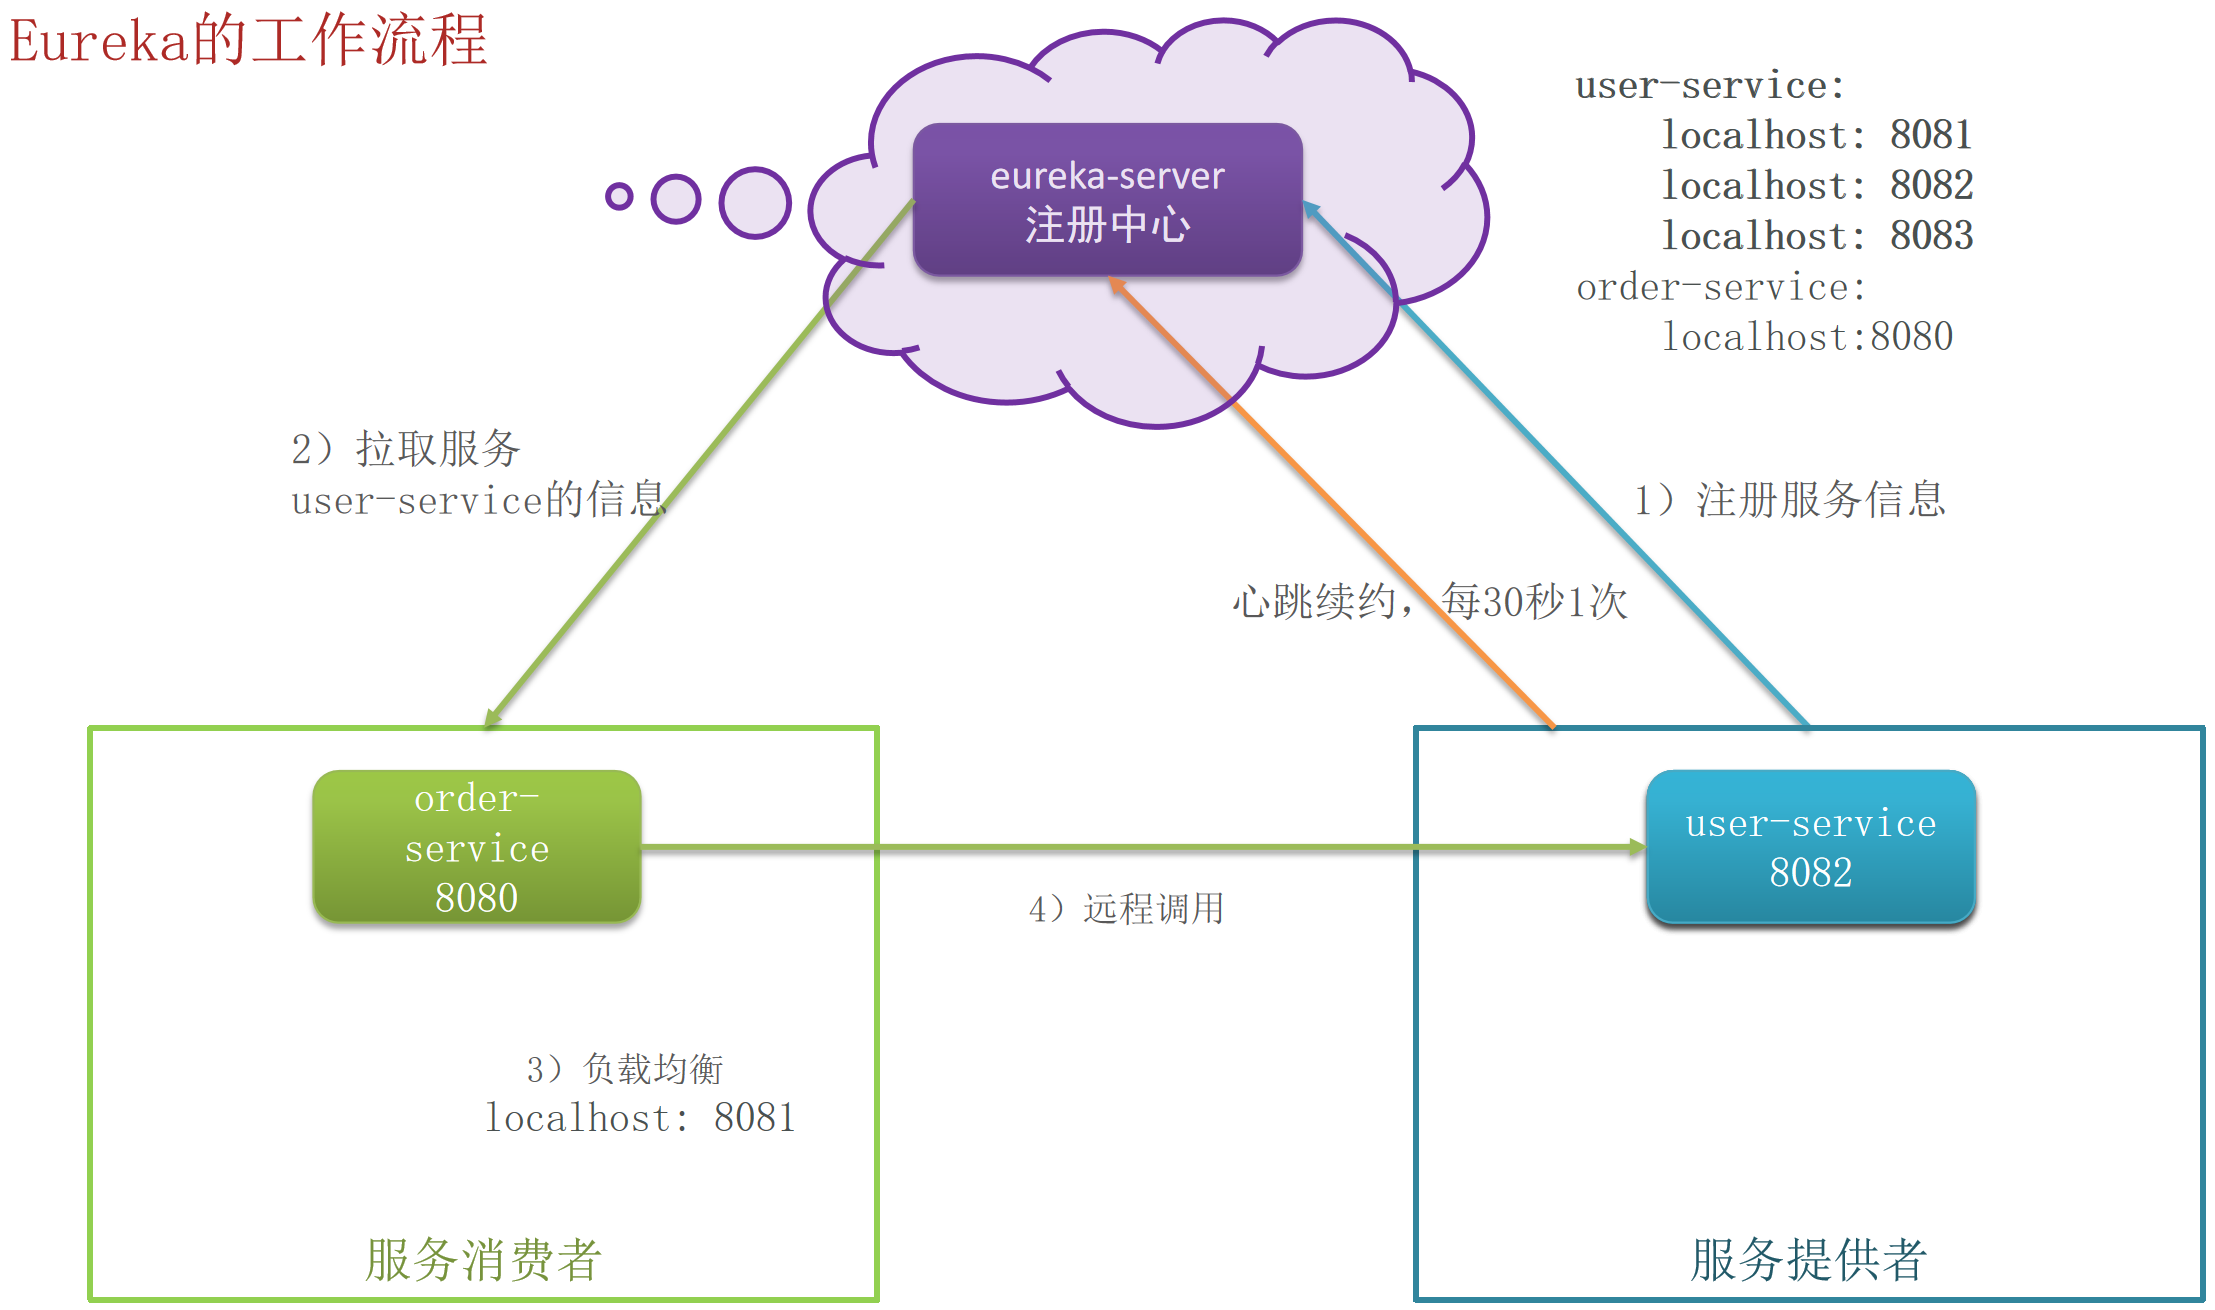 Eureka的工作流程
eureka-server
注册中心
user-service:
localhost: 8081
localhost: 8082
localhost: 8083
order-service:
localhost:8080
2）拉取服务
user-service的信息
1）注册服务信息
心跳续约，每30秒1次
order-
service
8080
user-service
8082
4）远程调用
3）负载均衡
localhost: 8081
服务消费者
服务提供者